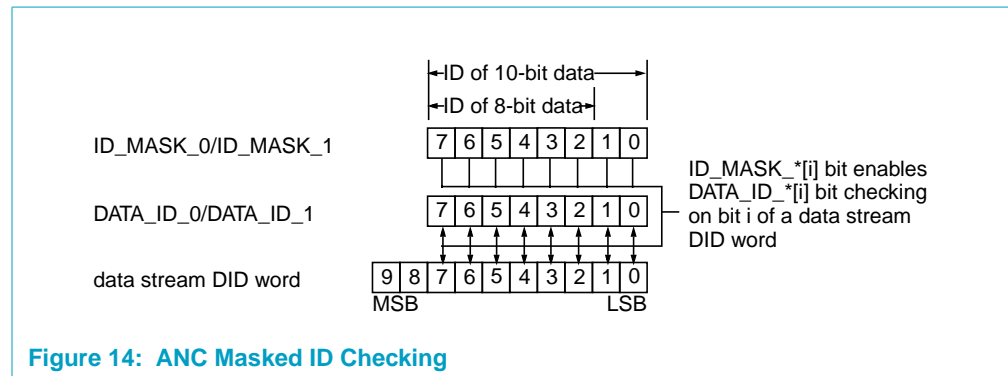 ID of 10-bit data
ID of 8-bit data
ID_MASK_0/ID_MASK_1
7 6 5 4 3 2 1 0
ID_MASK_*[i] bit enables
DATA_ID_*[i] bit checking
on bit i of a data stream
DID word
DATA_ID_0/DATA_ID_1
7 6 5 4 3 2 1 0
data stream DID word
9 8 7 6 5 4 3 2 1 0
MSB LSB
Figure 14: ANC Masked ID Checking